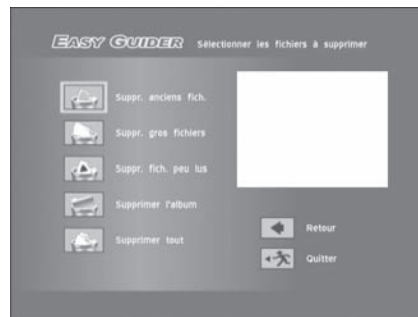 EASY GUIDER Sélectionner les fichiers à supprimer
Suppr. anciens fich.
Suppr. gros fichiers
Suppr. fich. peu lus
Supprimer l'album
Supprimer tout
Retour
Quitter